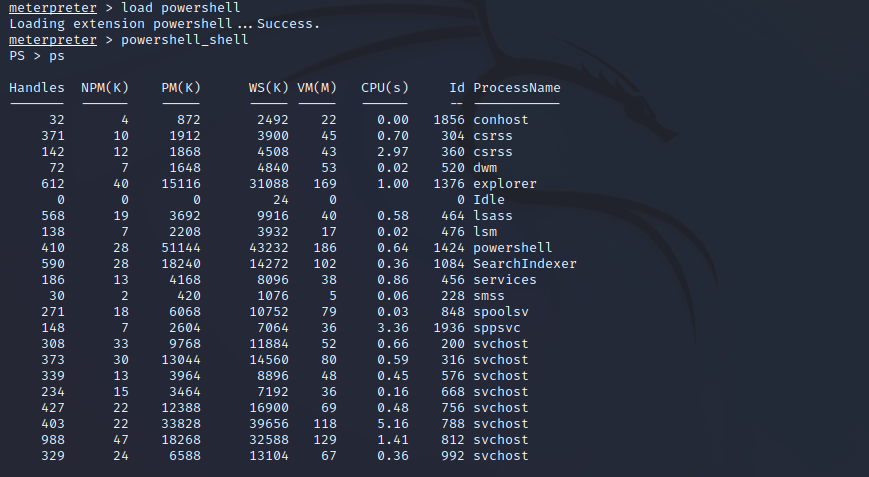 meterpreter > load powershell
Loading extension powershell...Success.
meterpreter > powershell_shell
PS > ps
Handles NPM(K) PM(K) WS(K) VM(M) CPU(s) Id ProcessName
------- ------ ----- ----- ----- ------ -- -----------
32 4 872 2492 22 0.00 1856 conhost
371 10 1912 3900 45 0.70 304 csrss
142 12 1868 4508 43 2.97 360 csrss
72 7 1648 4840 53 0.02 520 dwm
612 40 15116 31088 169 1.00 1376 explorer
0 0 0 24 0 0 Idle
568 19 3692 9916 40 0.58 464 lsass
138 7 2208 3932 17 0.02 476 lsm
410 28 51144 43232 186 0.64 1424 powershell
590 28 18240 14272 102 0.36 1084 SearchIndexer
186 13 4168 8096 38 0.86 456 services
30 2 420 1076 5 0.06 228 smss
271 18 6068 10752 79 0.03 848 spoolsv
148 7 2604 7064 36 3.36 1936 sppsvc
308 33 9768 11884 52 0.66 200 svchost
373 30 13044 14560 80 0.59 316 svchost
339 13 3964 8896 48 0.45 576 svchost
234 15 3464 7192 36 0.16 668 svchost
427 22 12388 16900 69 0.48 756 svchost
403 22 33828 39656 118 5.16 788 svchost
988 47 18268 32588 129 1.41 812 svchost
329 24 6588 13104 67 0.36 992 svchost